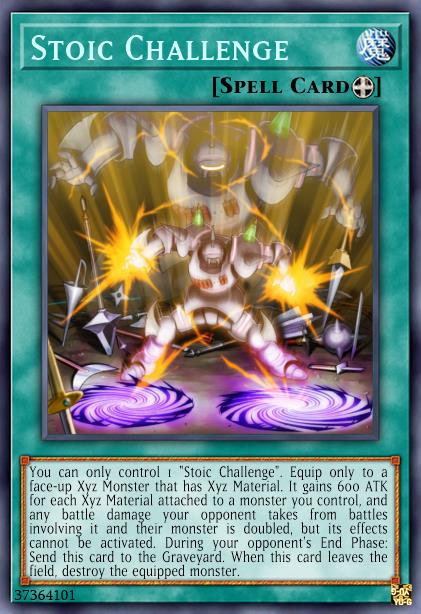 Stoic Challenge
魔
[Spell Card]
You can only control 1 "Stoic Challenge". Equip only to a
face-up Xyz Monster that has Xyz Material. It gains 600 ATK
for each Xyz Material attached to a monster you control, and
any battle damage your opponent takes from battles
involving it and their monster is doubled, but its effects
cannot be activated. During your opponent's End Phase:
Send this card to the Graveyard. When this card leaves the
field, destroy the equipped monster.
37364101